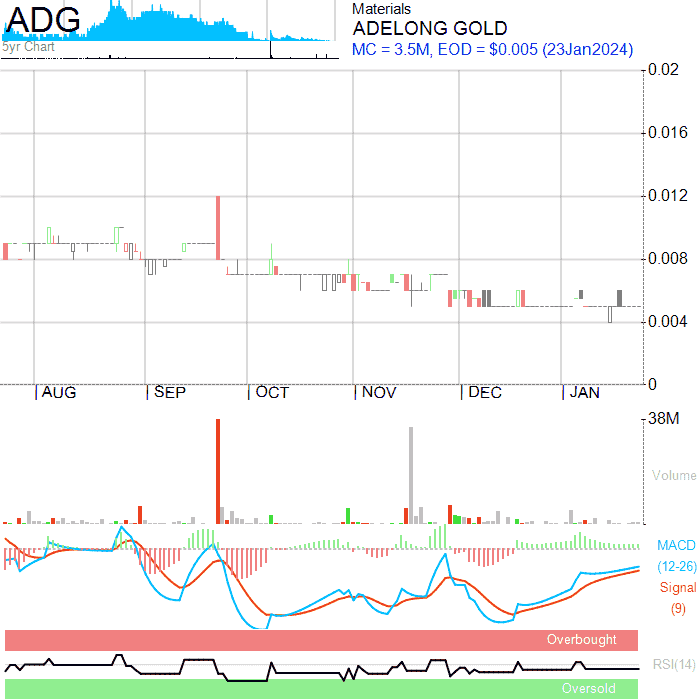 ADG
5yr Chart
Materials
ADELONG GOLD
MC = 3.5M, EOD = $0.005 (23Jan2024)
0.02
0.016
0.012
0.008
0.004
0
AUG
SEP
OCT
NOV
DEC
JAN
38M
Volume
MACD
(12-26)
Signal
(9)
Overbought
RSI(14)
Oversold